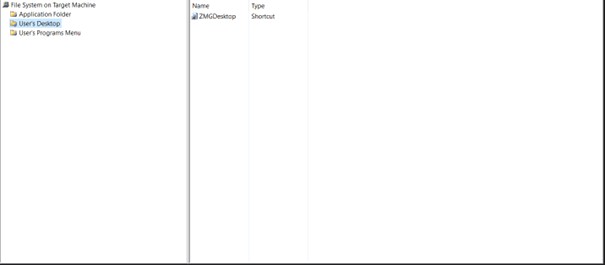 File System on Target Machine
Application Folder
User's Desktop
User's Programs Menu
Name Type
ZMGDesktop Shortcut